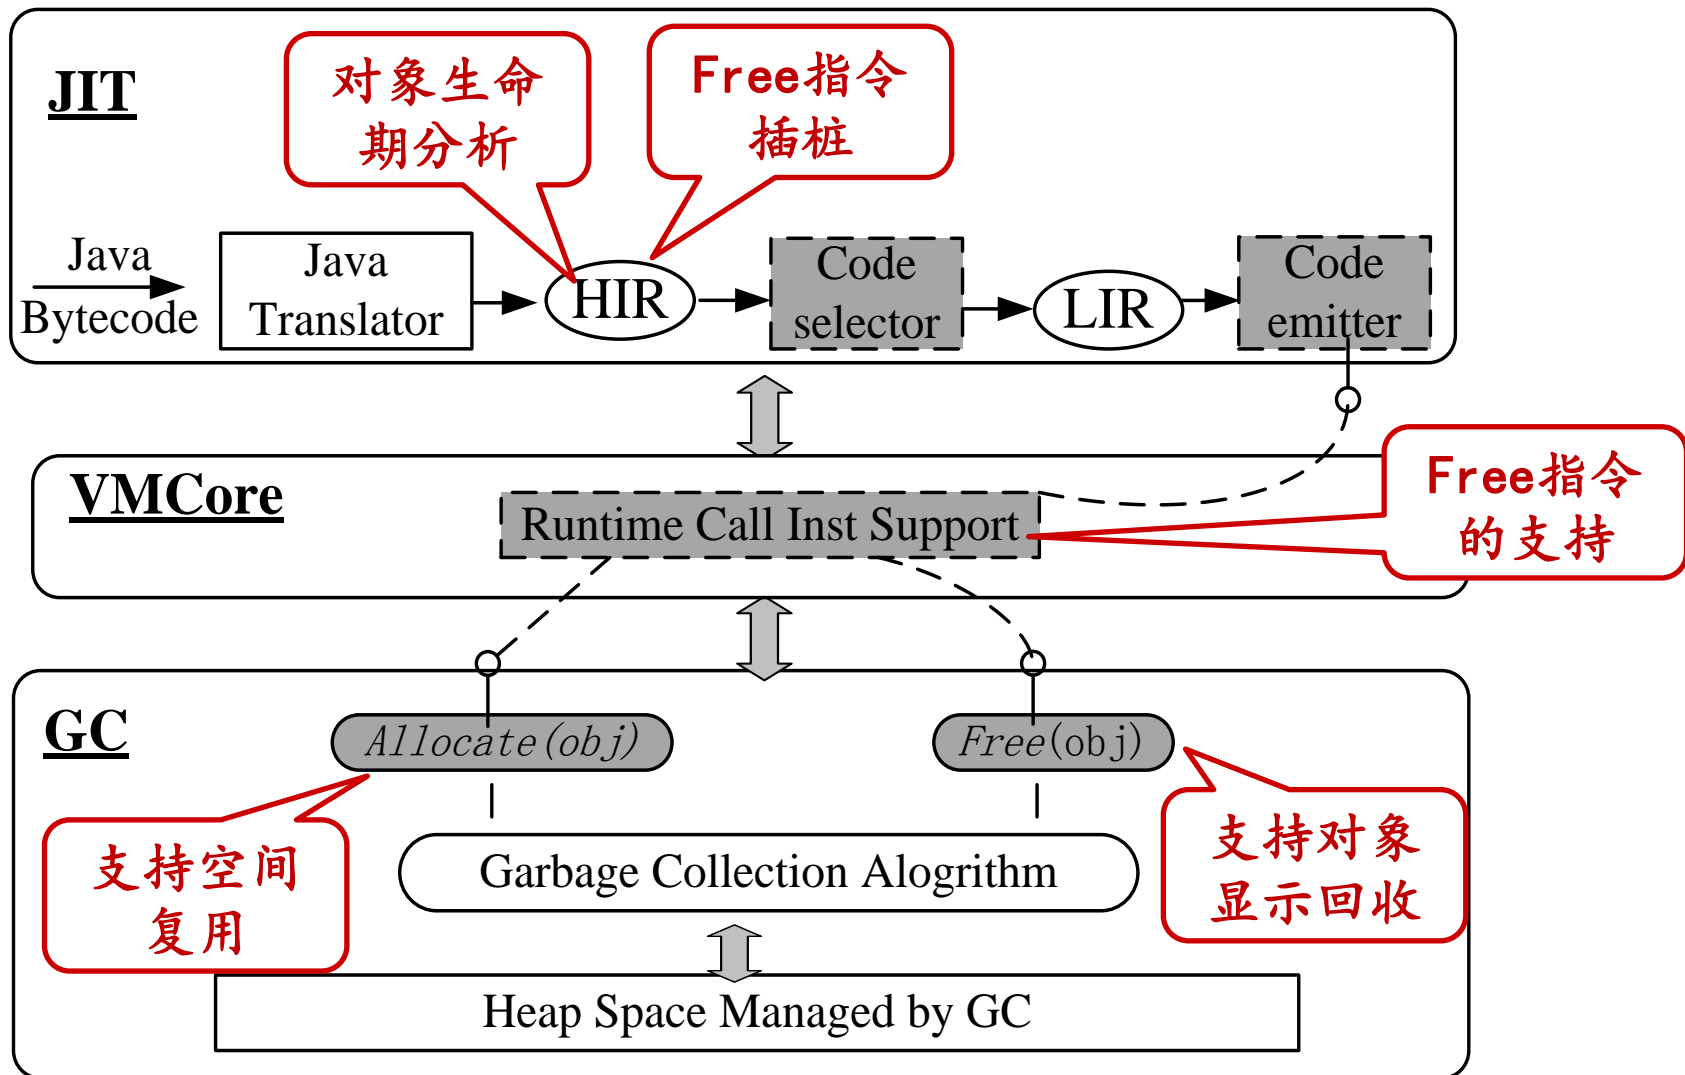 JIT
对象生命
期分析
Free指令
插桩
Java
Bytecode
Java
Translator
HIR
Code
selector
LIR
Code
emitter
VMCore
Runtime Call Inst Support
Free指令
的支持
GC
Allocate(obj)
Free(obj)
支持空间
复用
Garbage Collection Alogrithm
支持对象
显示回收
Heap Space Managed by GC